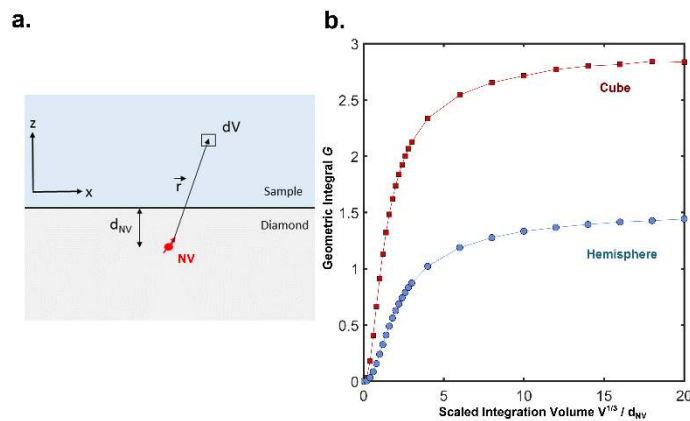 a.
z
x
dV
r
Sample
d_NV
Diamond
NV
b.
Geometric Integral G
3
2.5
2
1.5
1
0.5
0
Cube
Hemisphere
0
5
10
15
20
Scaled Integration Volume V^1/3 / d_NV